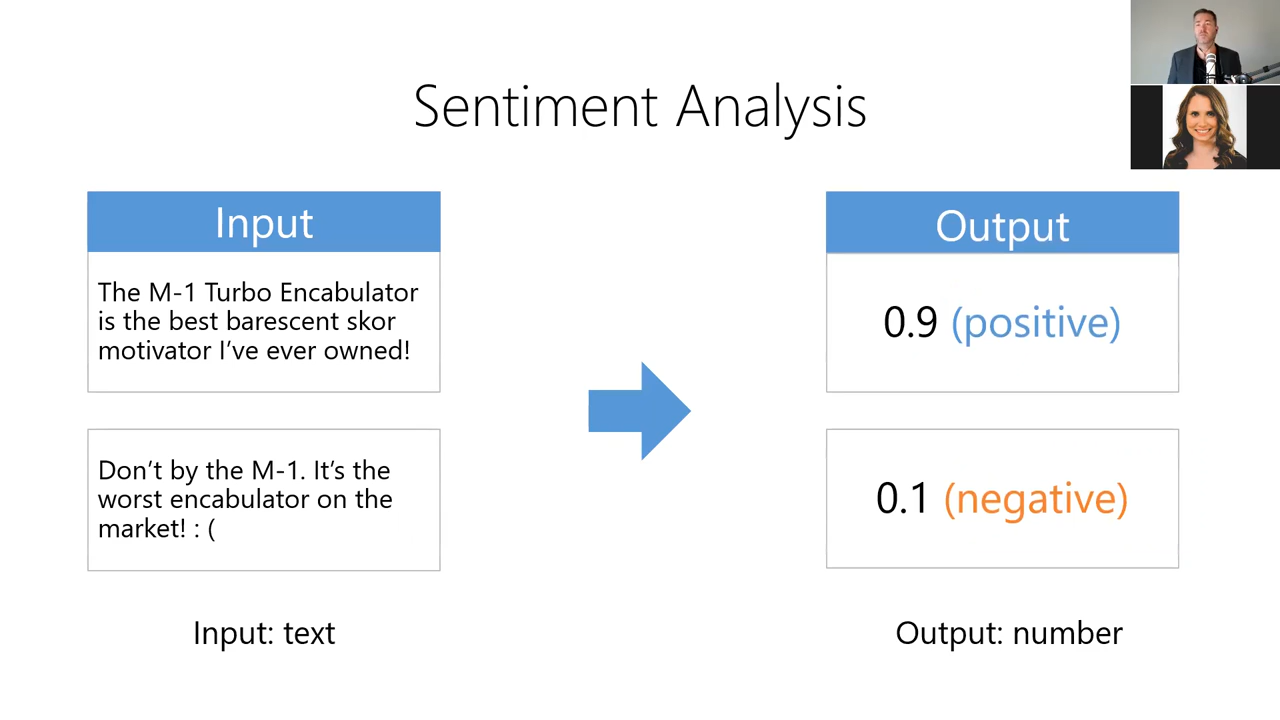 Sentiment Analysis
Input
The M-1 Turbo Encabulator
is the best barescent skor
motivator I've ever owned!
Don't by the M-1. It's the
worst encabulator on the
market! : (
Input: text
Output
0.9 (positive)
0.1 (negative)
Output: number